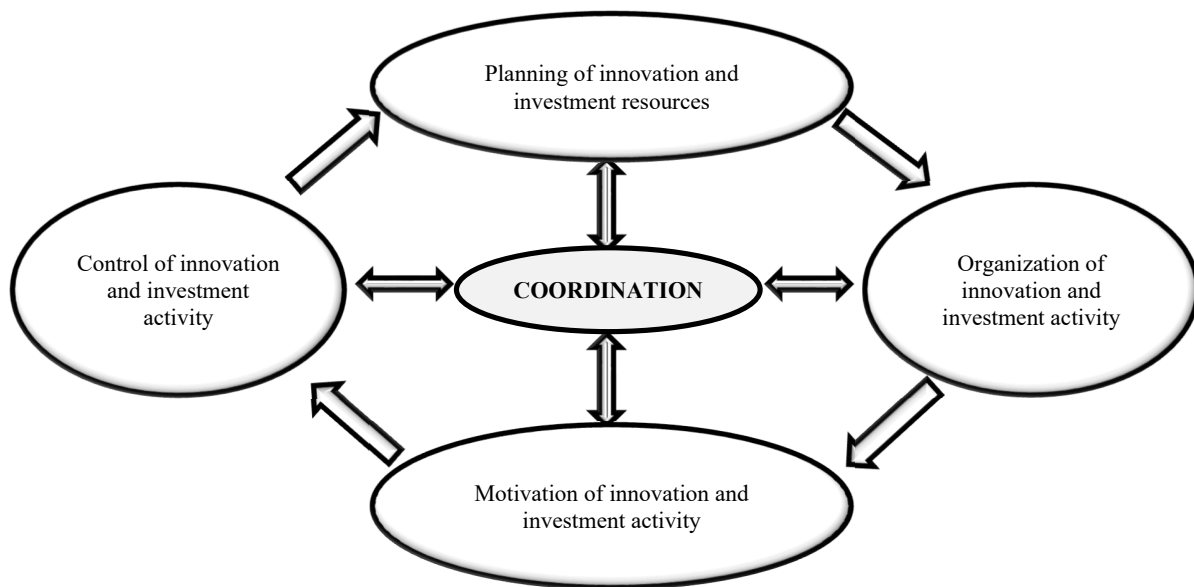 Planning of innovation and
investment resources
Control of innovation
and investment
activity
COORDINATION
Organization of
innovation and
investment activity
Motivation of innovation and
investment activity